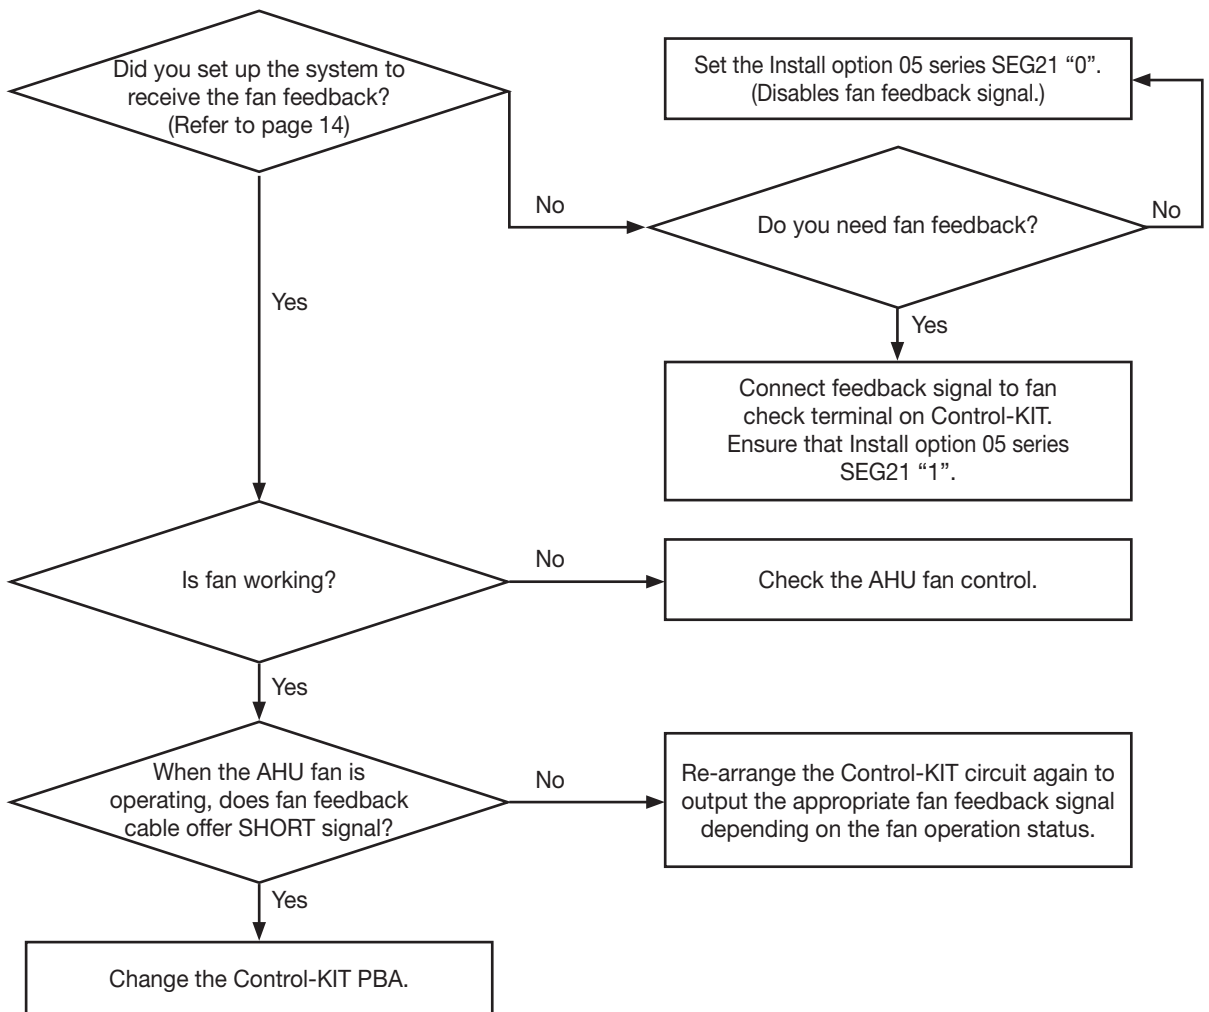 Did you set up the system to
receive the fan feedback?
(Refer to page 14)
Set the Install option 05 series SEG21 “0”.
(Disables fan feedback signal.)
No
Do you need fan feedback?
No
Yes
Yes
Connect feedback signal to fan
check terminal on Control-KIT.
Ensure that Install option 05 series
SEG21 “1”.
Is fan working?
No
Check the AHU fan control.
Yes
When the AHU fan is
operating, does fan feedback
cable offer SHORT signal?
No
Re-arrange the Control-KIT circuit again to
output the appropriate fan feedback signal
depending on the fan operation status.
Yes
Change the Control-KIT PBA.